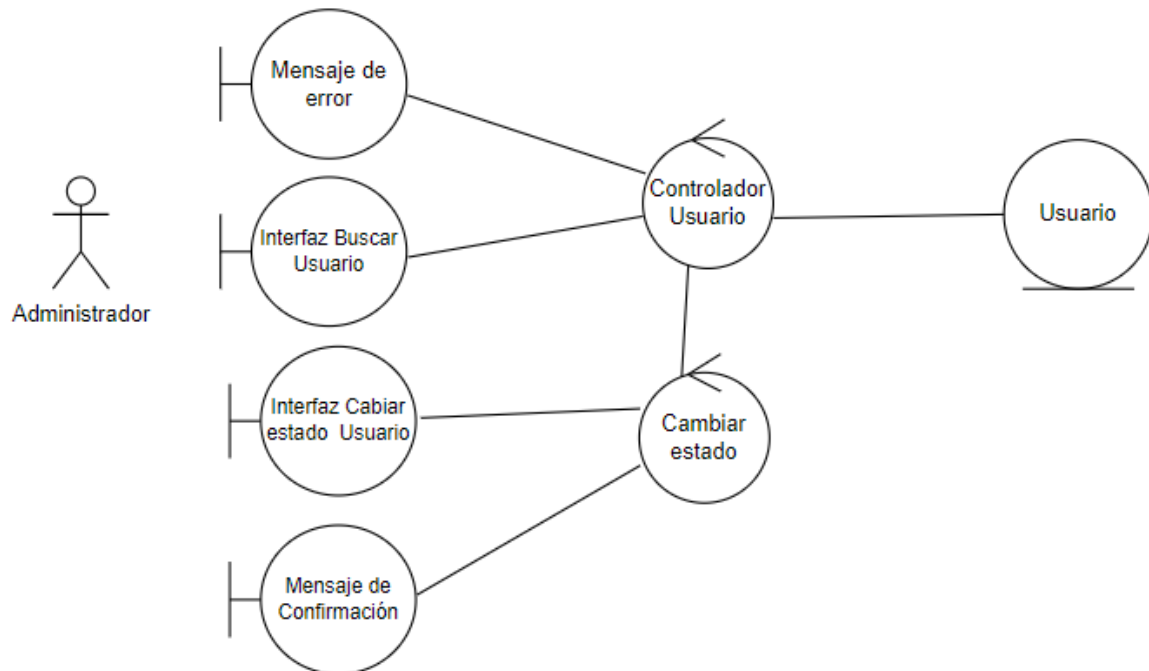 Mensaje de
error
Controlador
Usuario
Usuario
Interfaz Buscar
Usuario
Administrador
Interfaz Cabiar
estado Usuario
Cambiar
estado
Mensaje de
Confirmación